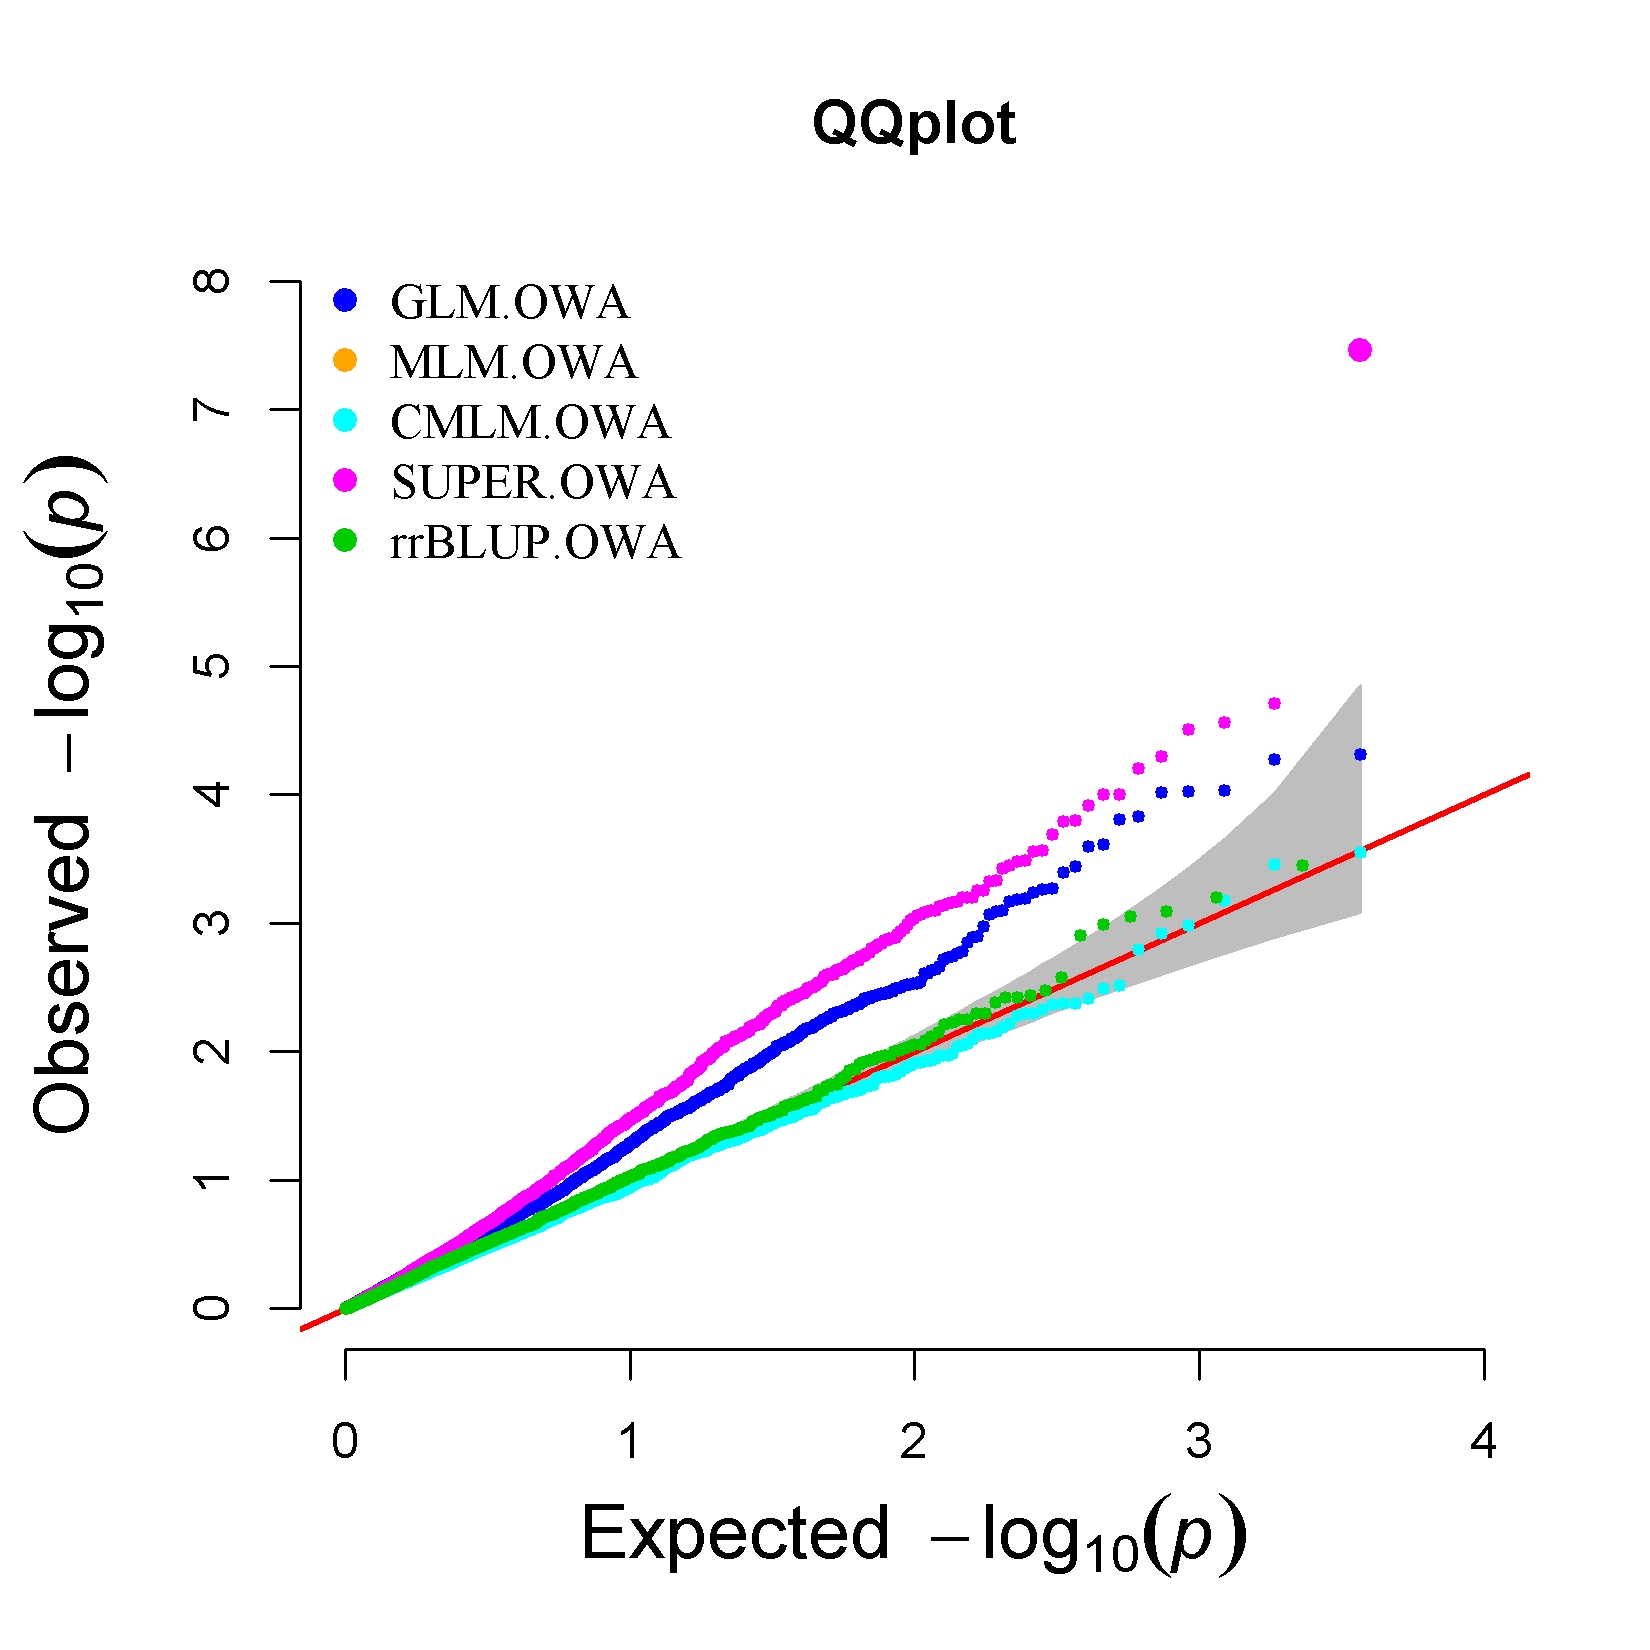 QQplot
8
7
6
5
4
3
2
1
0
Observed −log₁₀(p)
GLM.OWA
MLM.OWA
CMLM.OWA
SUPER.OWA
rrBLUP.OWA
0 1 2 3 4
Expected −log₁₀(p)